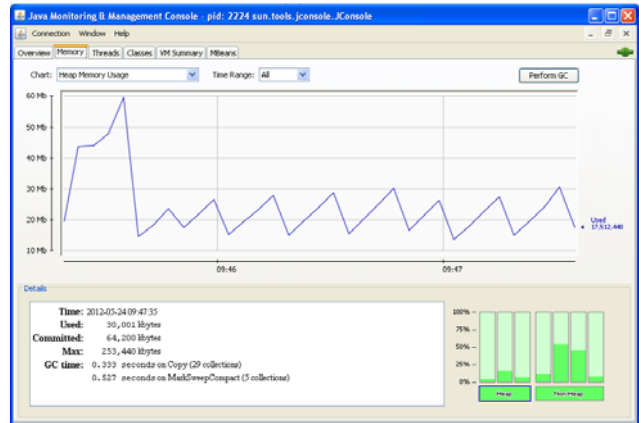 Java Monitoring & Management Console - pid: 2224 sun.tools.jconsole.JConsole
Connection Window Help
Overview Memory Threads Classes VM Summary MBeans
Chart: Heap Memory Usage Time Range: All Perform GC
60 Mb
50 Mb
40 Mb
30 Mb
20 Mb
10 Mb
Used
17,512,440
09:46 09:47
Details
Time: 2012-05-24 09:47:35
Used: 30,001 kbytes
Committed: 64,200 kbytes
Max: 253,440 kbytes
GC time: 0.333 seconds on Copy (29 collections)
0.527 seconds on MarkSweepCompact (5 collections)
100%
75%
50%
25%
0%
Heap Non-Heap